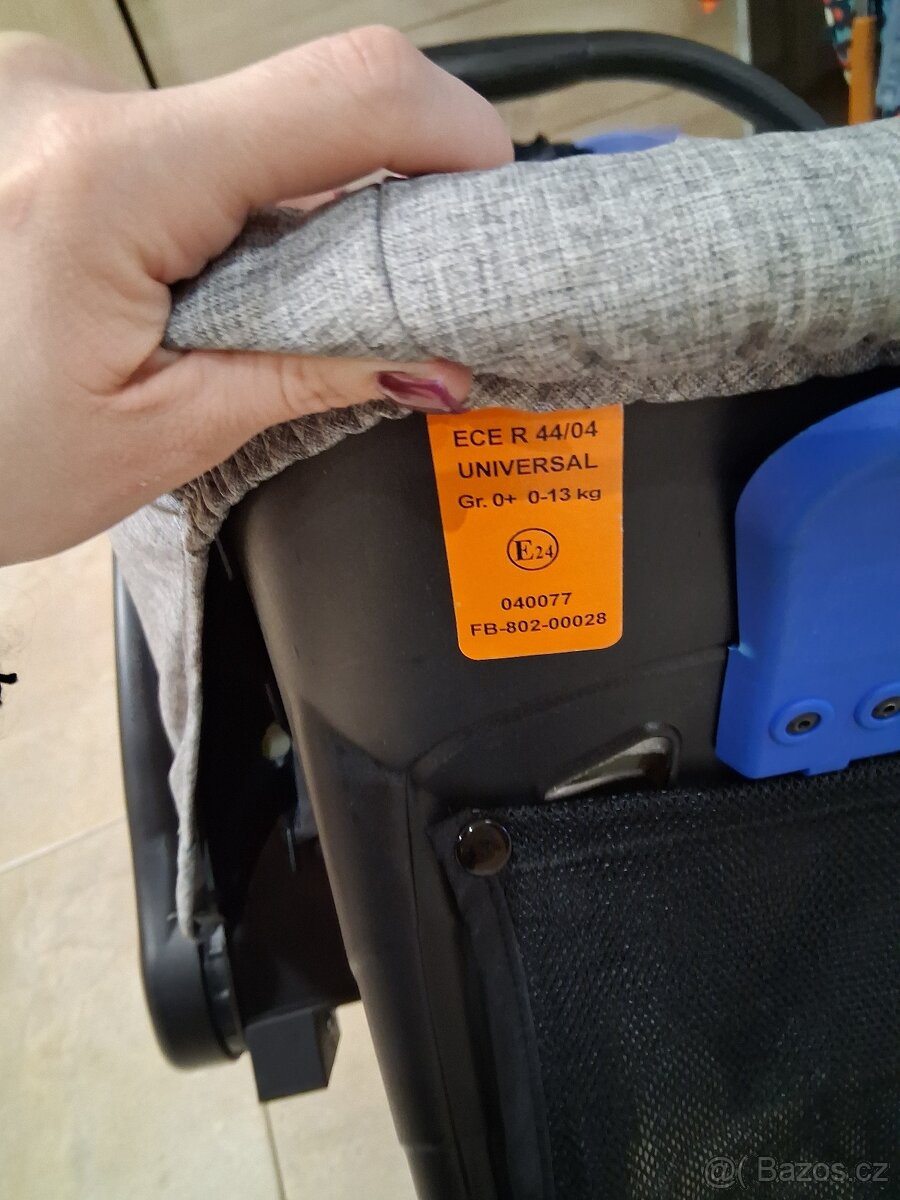 ECE R 44/04
UNIVERSAL
Gr. 0+ 0-13 kg
E24
040077
FB-802-00028
@( Bazos.cz